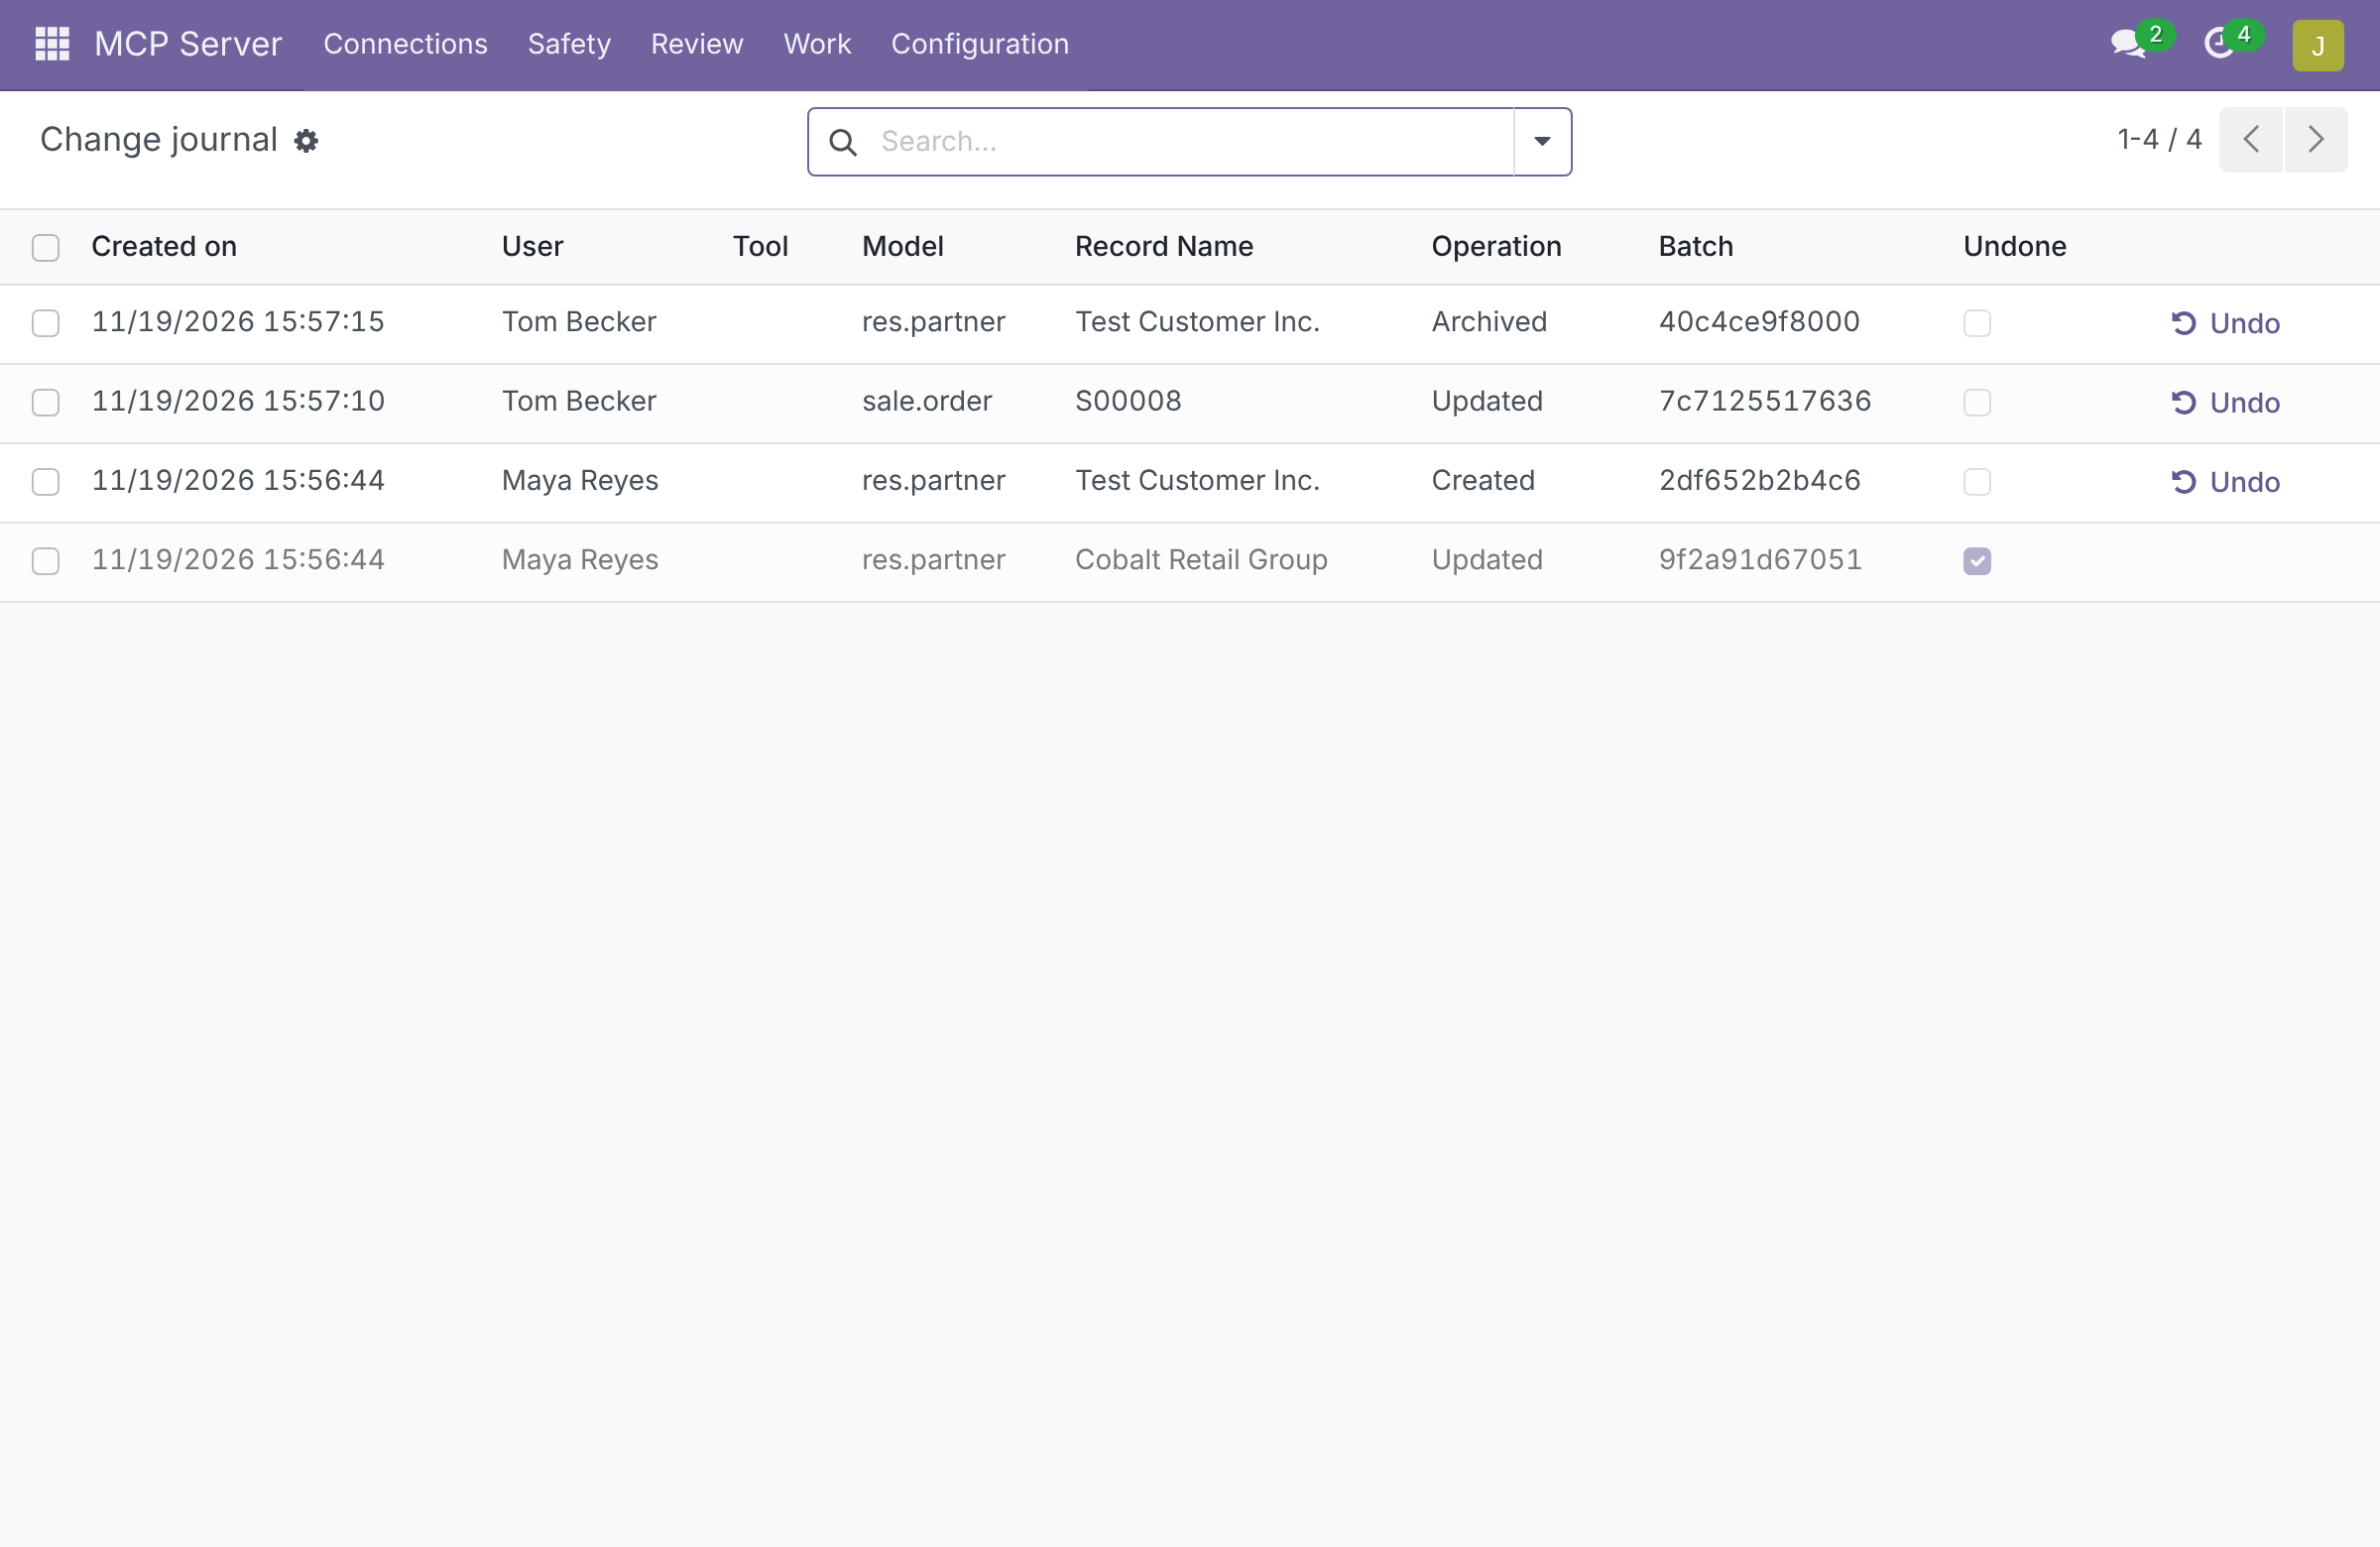 MCP Server Connections Safety Review Work Configuration 2 4 J
Change journal Search... 1-4 / 4
Created on User Tool Model Record Name Operation Batch Undone
11/19/2026 15:57:15 Tom Becker res.partner Test Customer Inc. Archived 40c4ce9f8000 Undo
11/19/2026 15:57:10 Tom Becker sale.order S00008 Updated 7c7125517636 Undo
11/19/2026 15:56:44 Maya Reyes res.partner Test Customer Inc. Created 2df652b2b4c6 Undo
11/19/2026 15:56:44 Maya Reyes res.partner Cobalt Retail Group Updated 9f2a91d67051